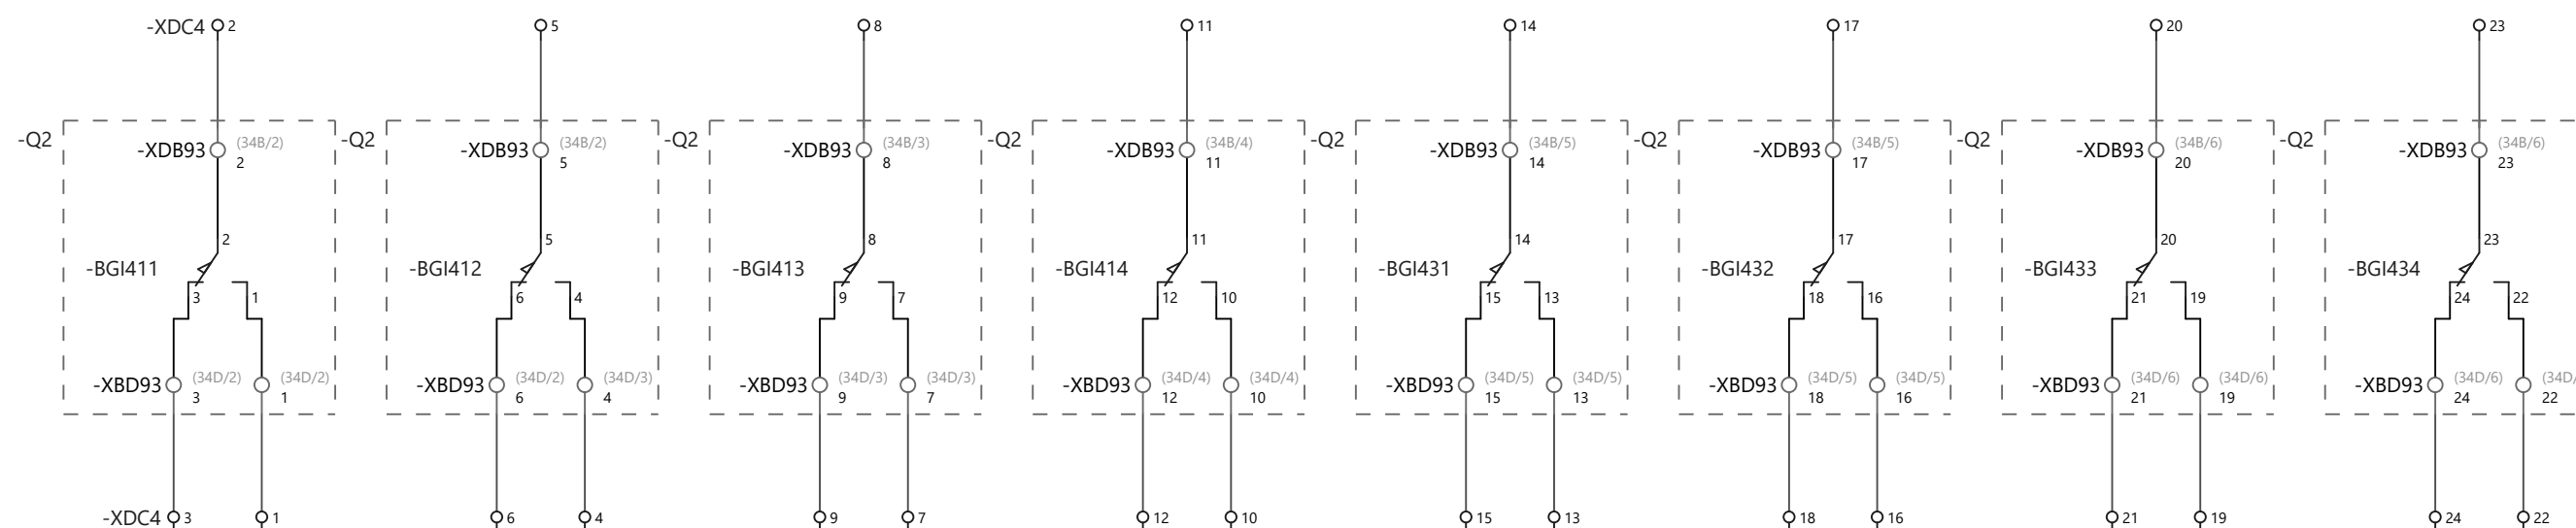 -XDC4 2 5 8 11 14 17 20 23
-Q2 -Q2 -Q2 -Q2 -Q2 -Q2 -Q2 -Q2
-XDB93 (34B/2) -XDB93 (34B/2) -XDB93 (34B/3) -XDB93 (34B/4) -XDB93 (34B/5) -XDB93 (34B/5) -XDB93 (34B/6) -XDB93 (34B/6)
2 5 8 11 14 17 20 23
2 5 8 11 14 17 20 23
-BGI411 -BGI412 -BGI413 -BGI414 -BGI431 -BGI432 -BGI433 -BGI434
3 1 6 4 9 7 12 10 15 13 18 16 21 19 24 22
-XBD93 (34D/2) (34D/2) -XBD93 (34D/2) (34D/3) -XBD93 (34D/3) (34D/3) -XBD93 (34D/4) (34D/4) -XBD93 (34D/5) (34D/5) -XBD93 (34D/5) (34D/5) -XBD93 (34D/6) (34D/6) -XBD93 (34D/6) (34D/
3 1 6 4 9 7 12 10 15 13 18 16 21 19 24 22
-XDC4 3 1 6 4 9 7 12 10 15 13 18 16 21 19 24 22